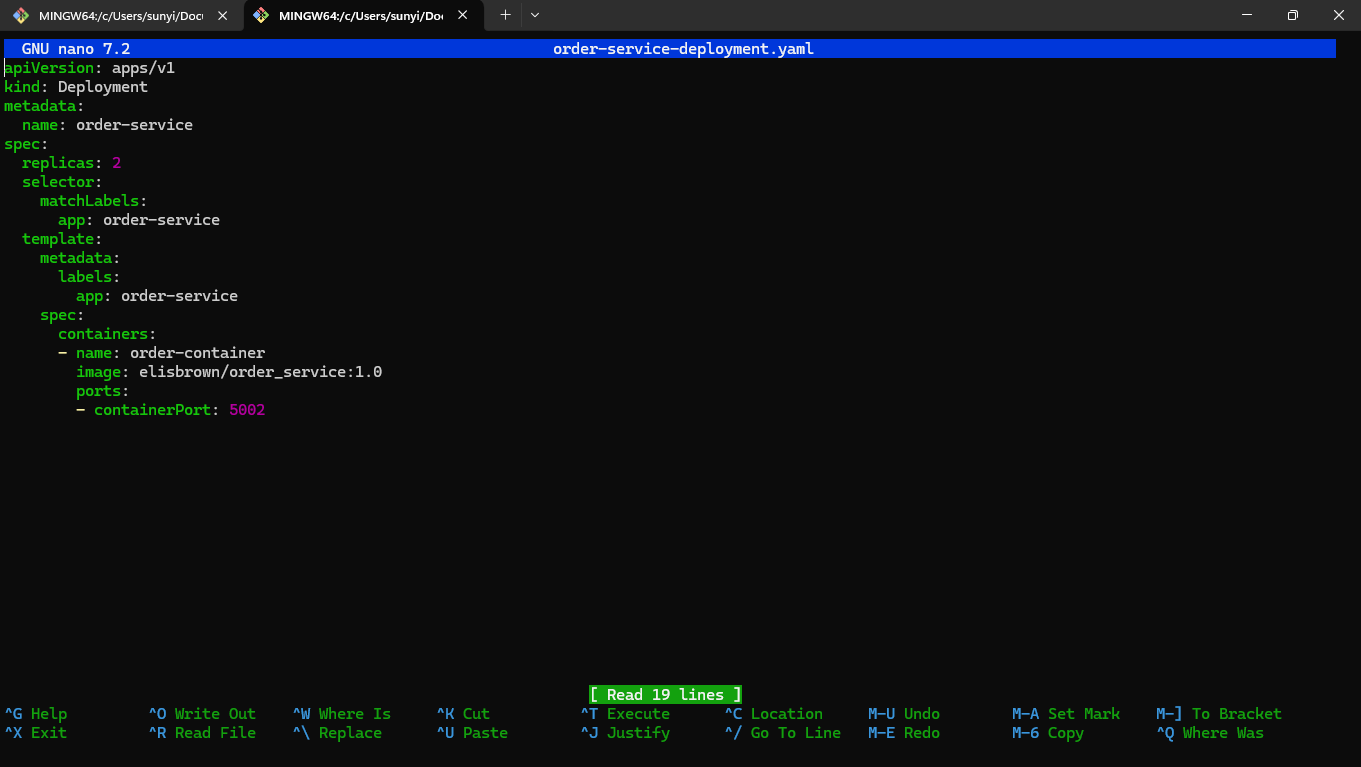 MINGW64:/c/Users/sunyi/Docu
MINGW64:/c/Users/sunyi/Doc
GNU nano 7.2 order-service-deployment.yaml
apiVersion: apps/v1
kind: Deployment
metadata:
  name: order-service
spec:
  replicas: 2
  selector:
    matchLabels:
      app: order-service
  template:
    metadata:
      labels:
        app: order-service
    spec:
      containers:
      - name: order-container
        image: elisbrown/order_service:1.0
        ports:
        - containerPort: 5002
[ Read 19 lines ]
^G Help ^O Write Out ^W Where Is ^K Cut ^T Execute ^C Location M-U Undo M-A Set Mark M-] To Bracket
^X Exit ^R Read File ^\ Replace ^U Paste ^J Justify ^/ Go To Line M-E Redo M-6 Copy ^Q Where Was